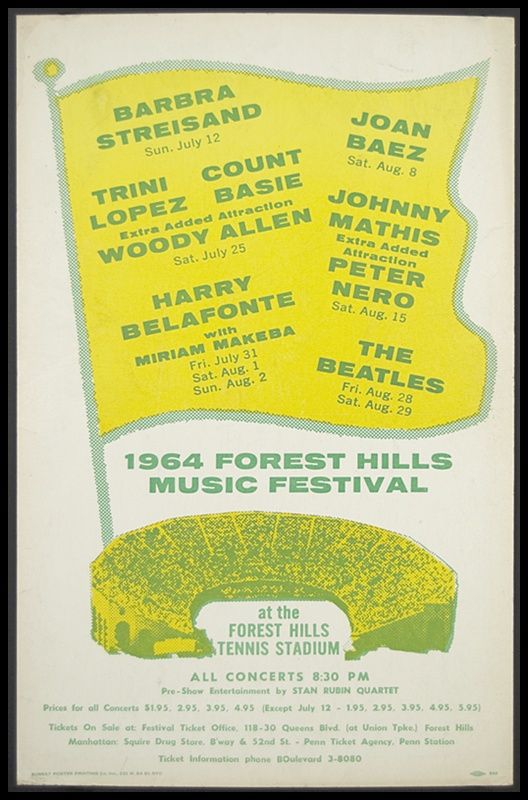 BARBRA
STREISAND
Sun. July 12
TRINI
LOPEZ
COUNT
BASIE
Extra Added Attraction
WOODY ALLEN
Sat. July 25
HARRY
BELAFONTE
with
MIRIAM MAKEBA
Fri. July 31
Sat. Aug. 1
Sun. Aug. 2
JOAN
BAEZ
Sat. Aug. 8
JOHNNY
MATHIS
Extra Added
Attraction
PETER
NERO
Sat. Aug. 15
THE
BEATLES
Fri. Aug. 28
Sat. Aug. 29
1964 FOREST HILLS
MUSIC FESTIVAL
at the
FOREST HILLS
TENNIS STADIUM
ALL CONCERTS 8:30 PM
Pre-Show Entertainment by STAN RUBIN QUARTET
Prices for all Concerts $1.95, 2.95, 3.95, 4.95 (Except July 12 - 1.95, 2.95, 3.95, 4.95, 5.95)
Tickets On Sale at: Festival Ticket Office, 118-30 Queens Blvd. (at Union Tpke.) Forest Hills
Manhattan: Squire Drug Store, B'way & 52nd St. - Penn Ticket Agency, Penn Station
Ticket Information phone BOulevard 3-8080
POSTER PRINTING